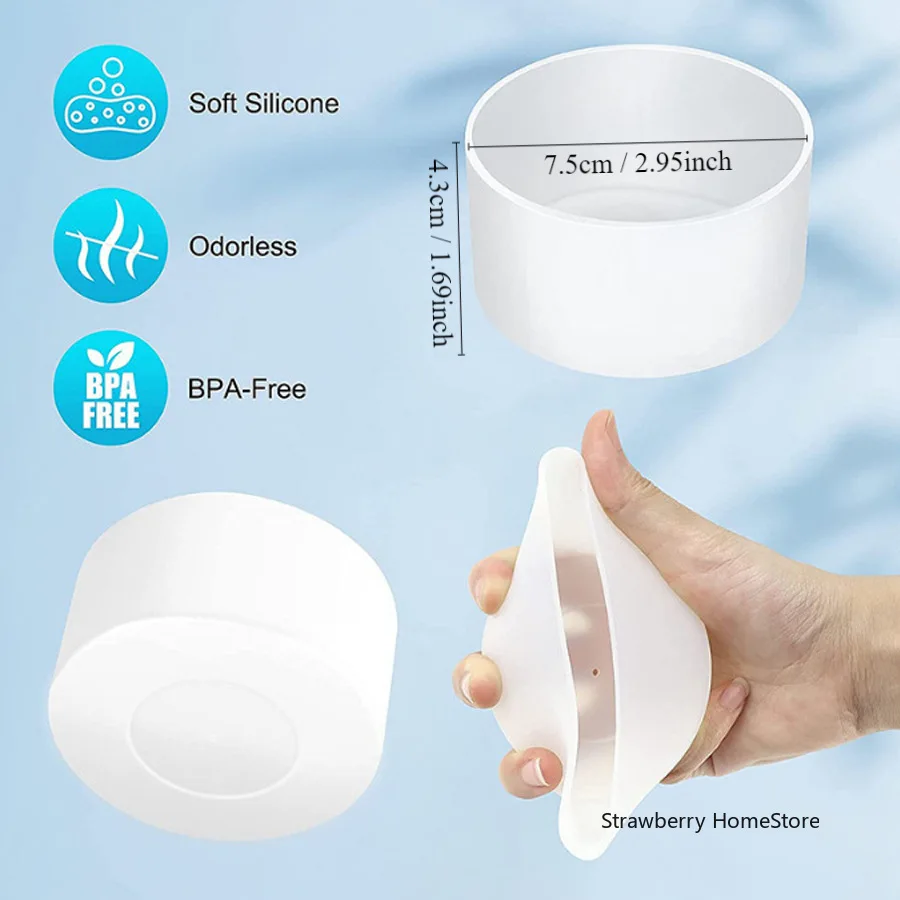 Soft Silicone
7.5cm / 2.95inch
4.3cm / 1.69inch
Odorless
BPA
FREE
BPA-Free
Strawberry HomeStore